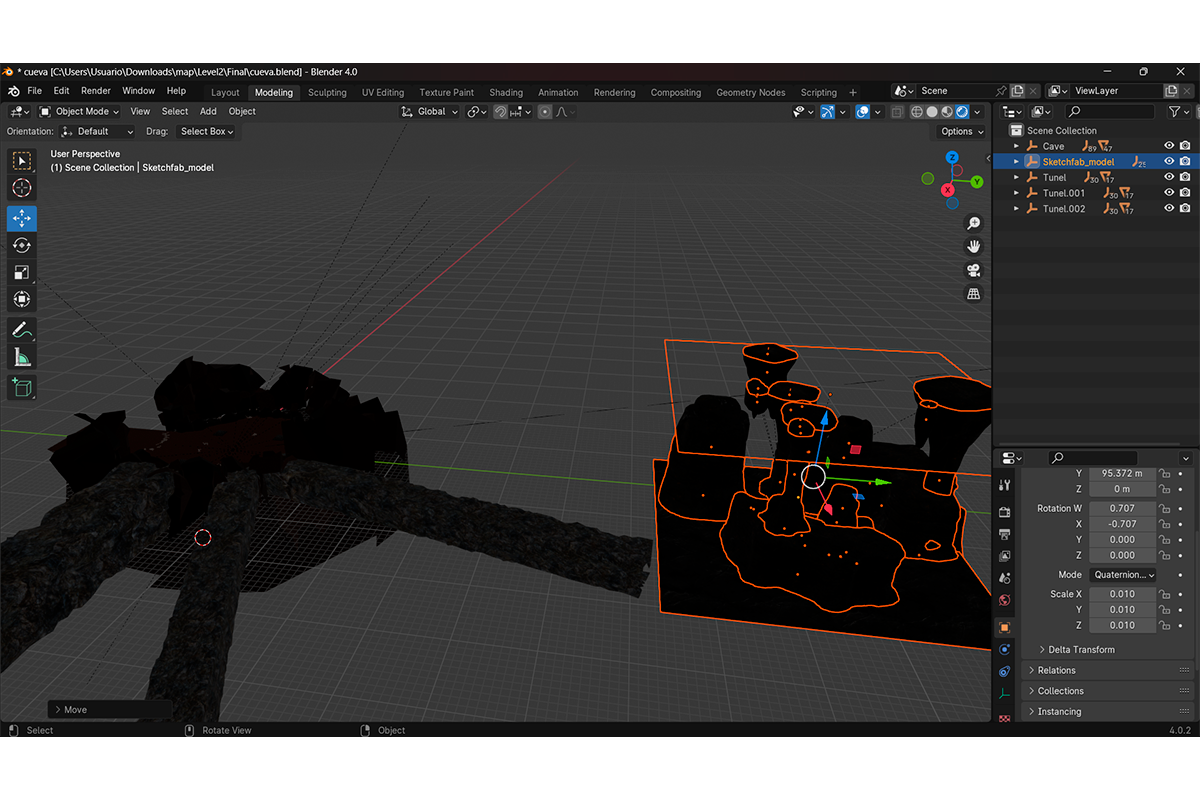 * cueva [C:\Users\Usuario\Downloads\map\Level2\Final\cueva.blend] - Blender 4.0
File Edit Render Window Help
Layout Modeling Sculpting UV Editing Texture Paint Shading Animation Rendering Compositing Geometry Nodes Scripting +
Scene
ViewLayer
Object Mode View Select Add Object
Global
Orientation: Default Drag: Select Box
Options
User Perspective
(1) Scene Collection | Sketchfab_model
Z
Y
X
Scene Collection
Cave 89 47
Sketchfab_model 25
Tunel 30 17
Tunel.001 30 17
Tunel.002 30 17
Y 95.372 m
Z 0 m
Rotation W 0.707
X -0.707
Y 0.000
Z 0.000
Mode Quaternion...
Scale X 0.010
Y 0.010
Z 0.010
Delta Transform
Relations
Collections
Instancing
Move
Select Rotate View Object
4.0.2